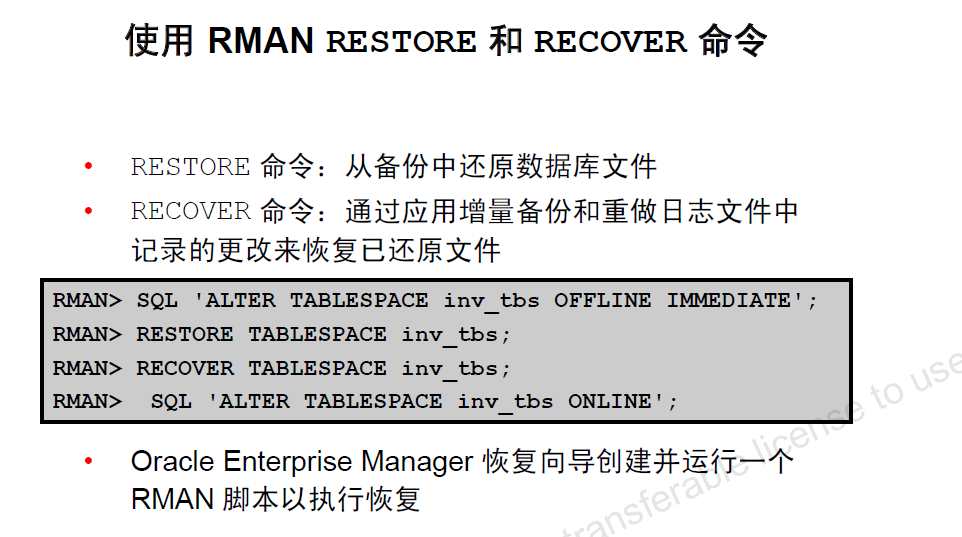 使用 RMAN RESTORE 和 RECOVER 命令
• RESTORE 命令：从备份中还原数据库文件
• RECOVER 命令：通过应用增量备份和重做日志文件中
记录的更改来恢复已还原文件
RMAN> SQL 'ALTER TABLESPACE inv_tbs OFFLINE IMMEDIATE';
RMAN> RESTORE TABLESPACE inv_tbs;
RMAN> RECOVER TABLESPACE inv_tbs;
RMAN>  SQL 'ALTER TABLESPACE inv_tbs ONLINE';
• Oracle Enterprise Manager 恢复向导创建并运行一个
RMAN 脚本以执行恢复
transferable license to use